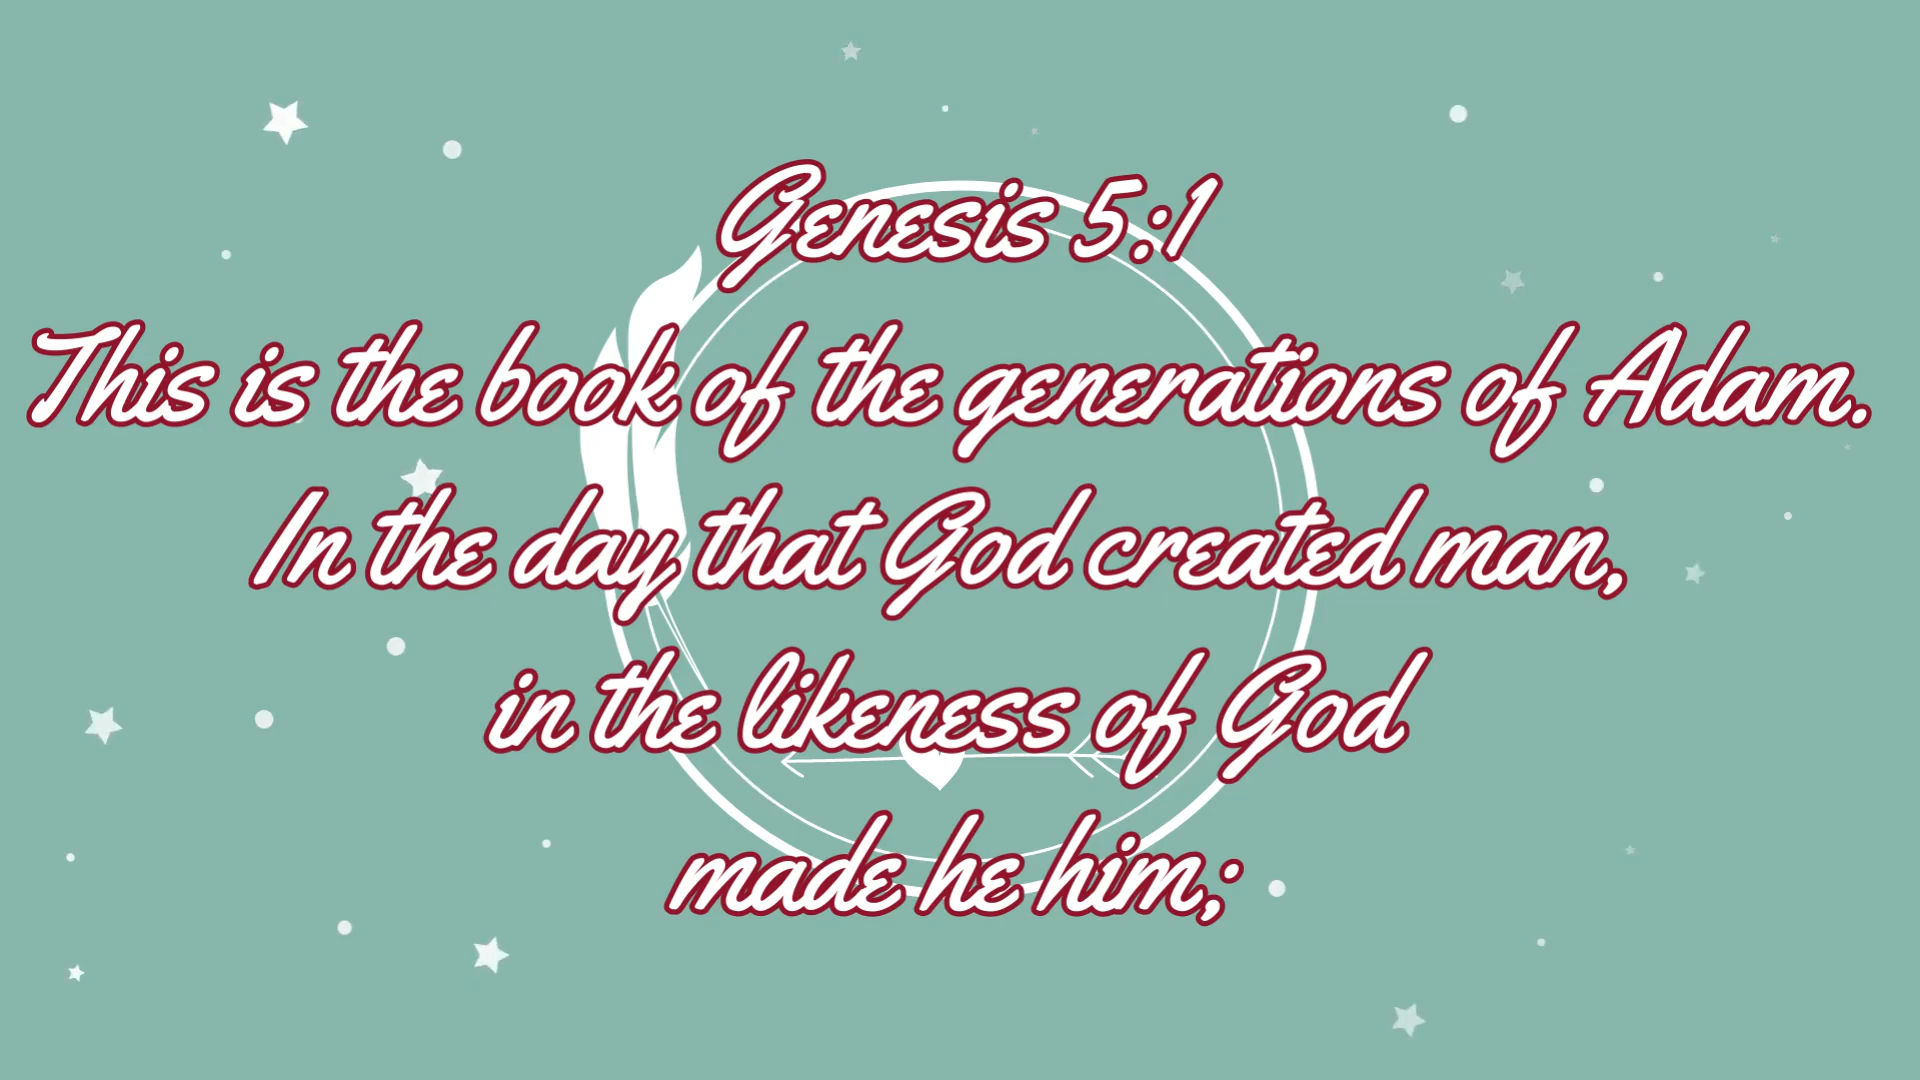 Genesis 5:1
This is the book of the generations of Adam.
In the day that God created man,
in the likeness of God
made he him;